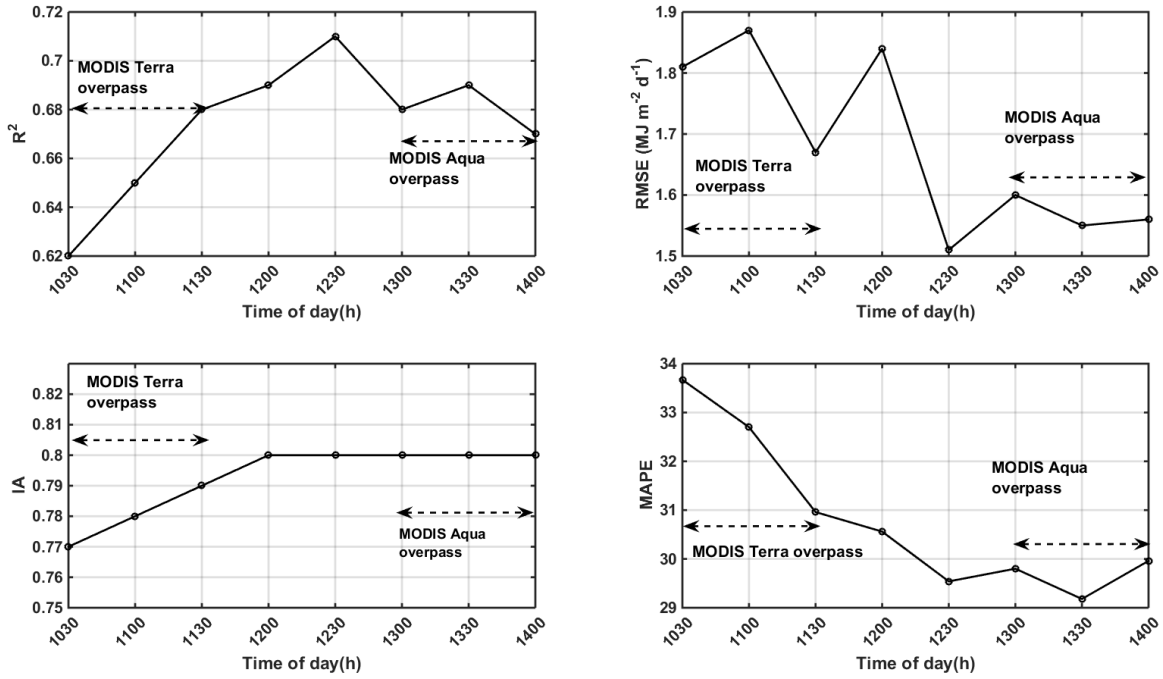 0.72
0.7
0.68
0.66
0.64
0.62
R2
MODIS Terra
overpass
MODIS Aqua
overpass
1030
1100
1130
1200
1230
1300
1330
1400
Time of day(h)
1.9
1.8
1.7
1.6
1.5
RMSE (MJ m-2 d-1)
MODIS Terra
overpass
MODIS Aqua
overpass
1030
1100
1130
1200
1230
1300
1330
1400
Time of day(h)
0.82
0.81
0.8
0.79
0.78
0.77
0.76
0.75
IA
MODIS Terra
overpass
MODIS Aqua
overpass
1030
1100
1130
1200
1230
1300
1330
1400
Time of day(h)
34
33
32
31
30
29
MAPE
MODIS Aqua
overpass
MODIS Terra overpass
1030
1100
1130
1200
1230
1300
1330
1400
Time of day(h)